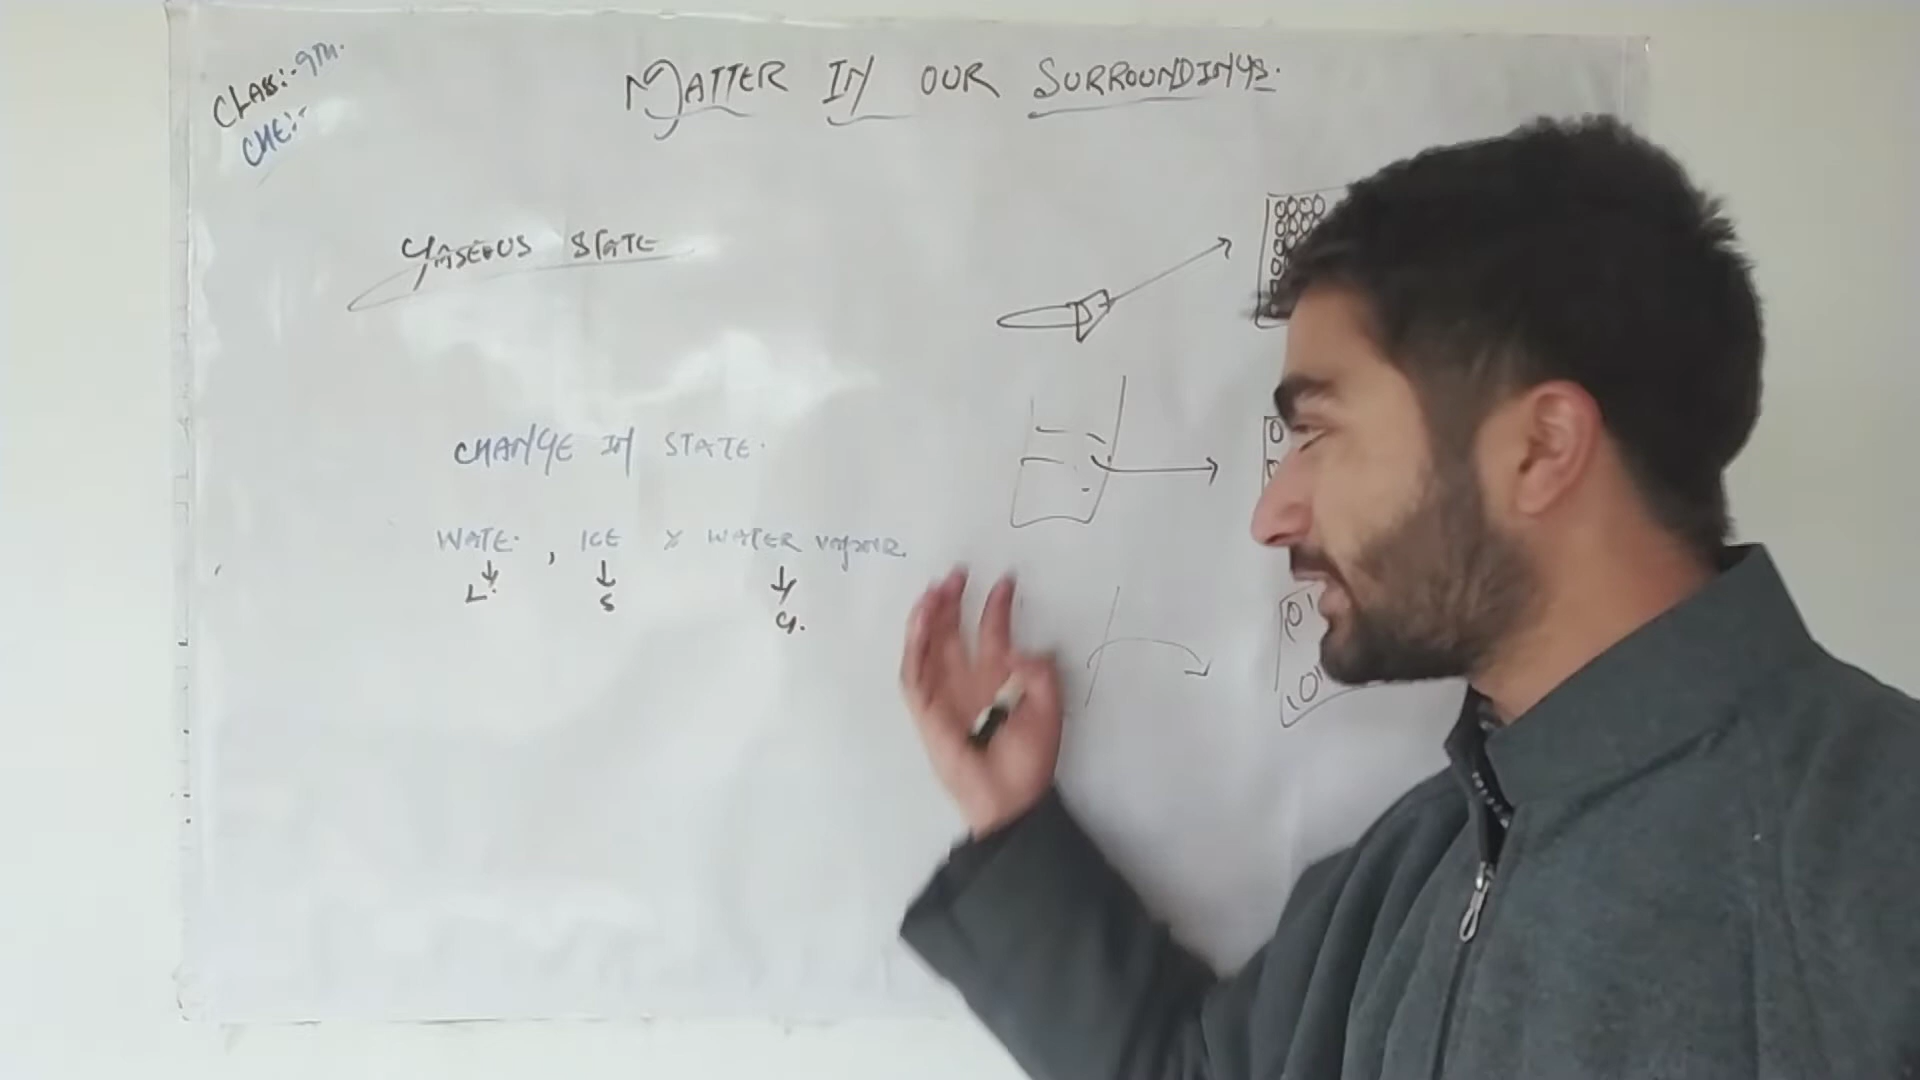 CLASS:- 9TH.
CHE:-
MATTER IN OUR SURROUNDINGS.
GASEOUS STATE
CHANGE IN STATE.
WATE. , ICE & WATER VAPOUR.
L. S G.